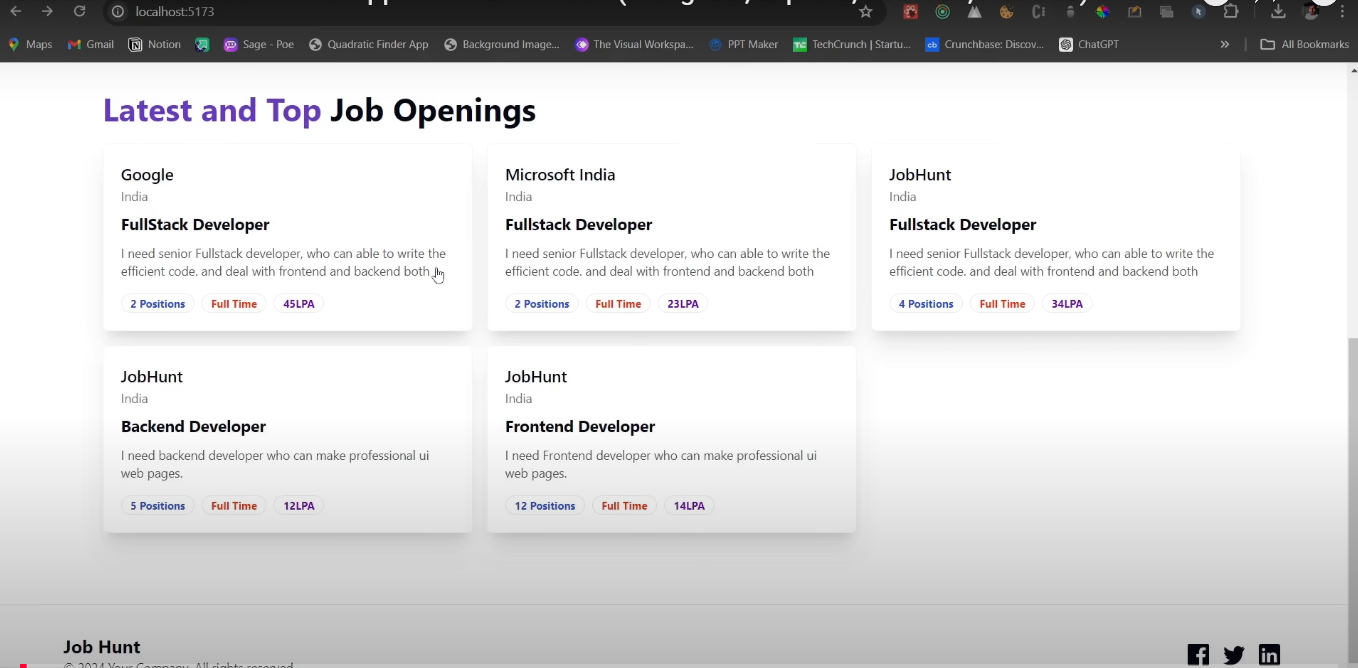 localhost:5173
Maps Gmail Notion Sage - Poe Quadratic Finder App Background Image... The Visual Workspa... PPT Maker TechCrunch | Startu... Crunchbase: Discov... ChatGPT » All Bookmarks
Latest and Top Job Openings
Google
India
FullStack Developer
I need senior Fullstack developer, who can able to write the
efficient code. and deal with frontend and backend both
2 Positions Full Time 45LPA
Microsoft India
India
Fullstack Developer
I need senior Fullstack developer, who can able to write the
efficient code. and deal with frontend and backend both
2 Positions Full Time 23LPA
JobHunt
India
Fullstack Developer
I need senior Fullstack developer, who can able to write the
efficient code. and deal with frontend and backend both
4 Positions Full Time 34LPA
JobHunt
India
Backend Developer
I need backend developer who can make professional ui
web pages.
5 Positions Full Time 12LPA
JobHunt
India
Frontend Developer
I need Frontend developer who can make professional ui
web pages.
12 Positions Full Time 14LPA
Job Hunt
© 2024 Your Company. All rights reserved